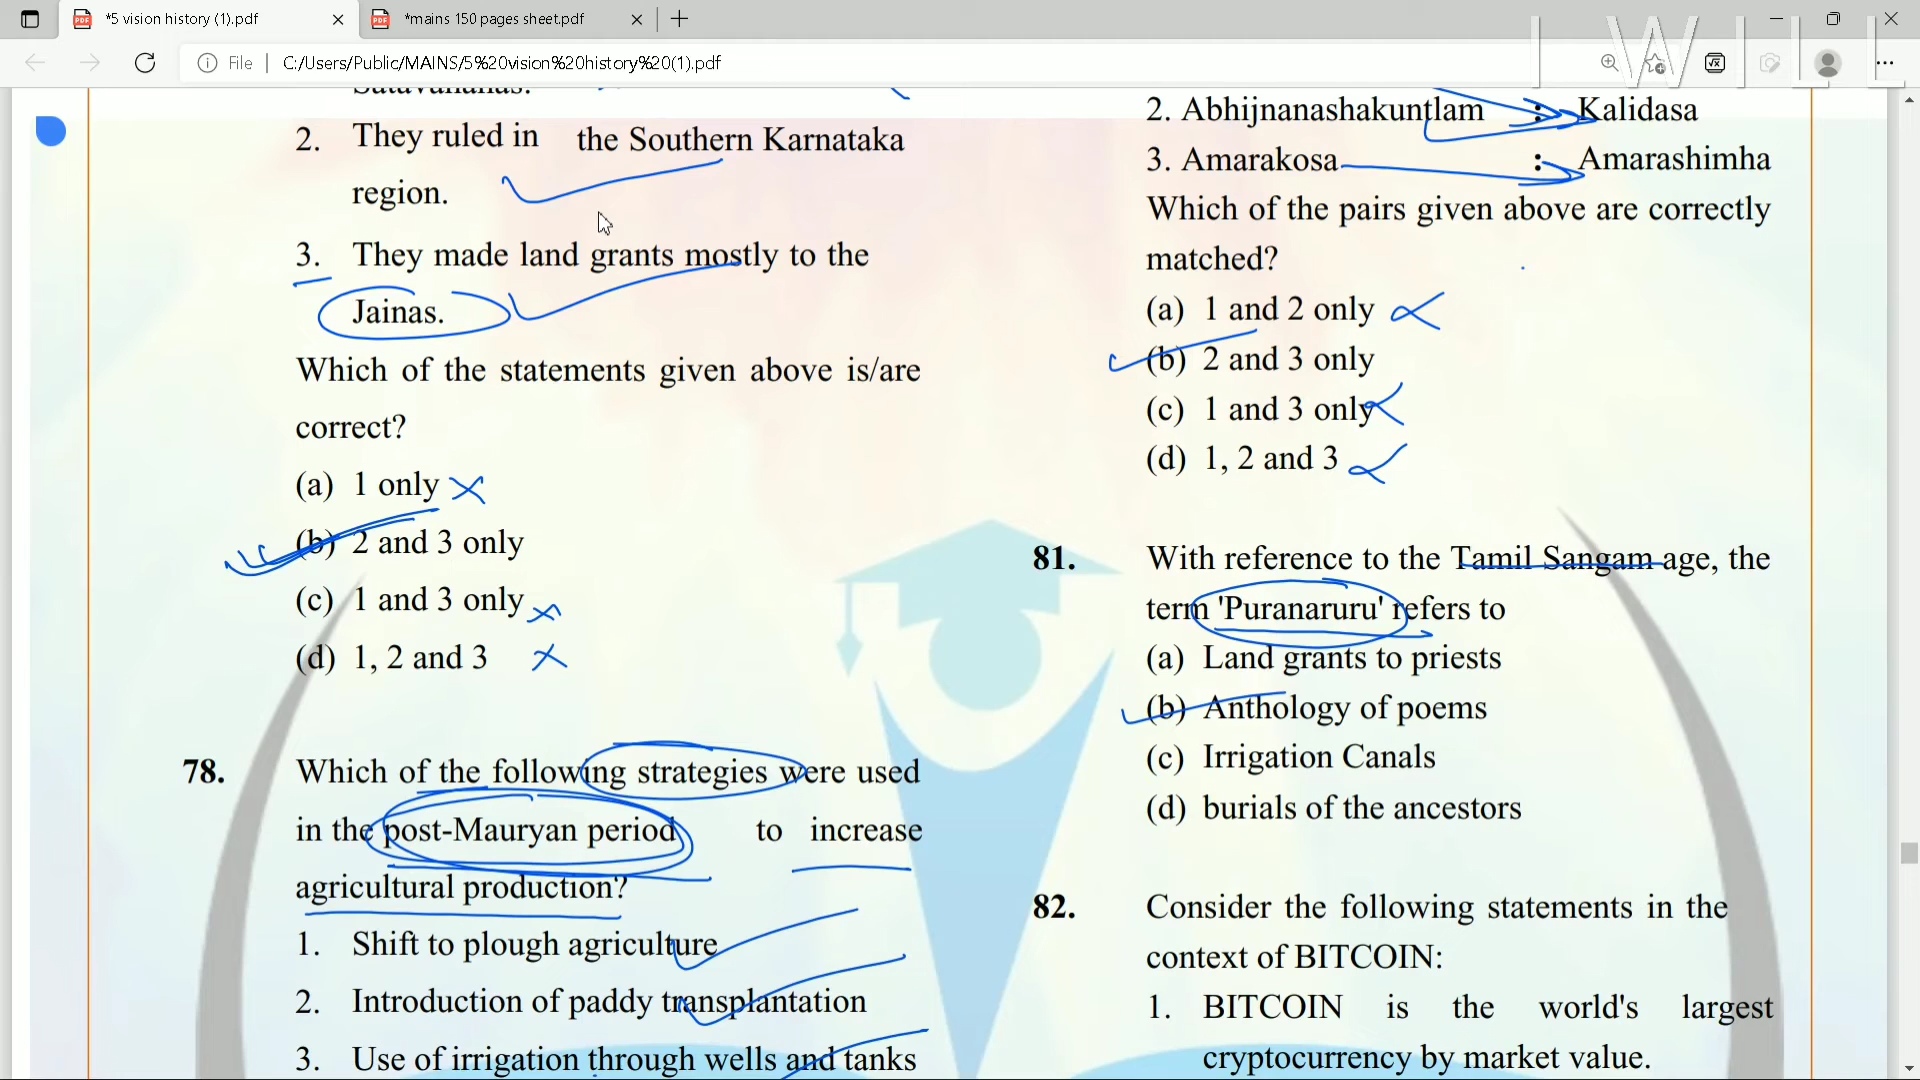 *5 vision history (1).pdf
*mains 150 pages sheet.pdf
File
C:/Users/Public/MAINS/5%20vision%20history%20(1).pdf
I WILL
2. They ruled in the Southern Karnataka
region.
3. They made land grants mostly to the
Jainas.
Which of the statements given above is/are
correct?
(a) 1 only
(b) 2 and 3 only
(c) 1 and 3 only
(d) 1, 2 and 3
78. Which of the following strategies were used
in the post-Mauryan period to increase
agricultural production?
1. Shift to plough agriculture
2. Introduction of paddy transplantation
3. Use of irrigation through wells and tanks
2. Abhijnanashakuntlam : Kalidasa
3. Amarakosa : Amarashimha
Which of the pairs given above are correctly
matched?
(a) 1 and 2 only
(b) 2 and 3 only
(c) 1 and 3 only
(d) 1, 2 and 3
81. With reference to the Tamil Sangam age, the
term 'Puranaruru' refers to
(a) Land grants to priests
(b) Anthology of poems
(c) Irrigation Canals
(d) burials of the ancestors
82. Consider the following statements in the
context of BITCOIN:
1. BITCOIN is the world's largest
cryptocurrency by market value.